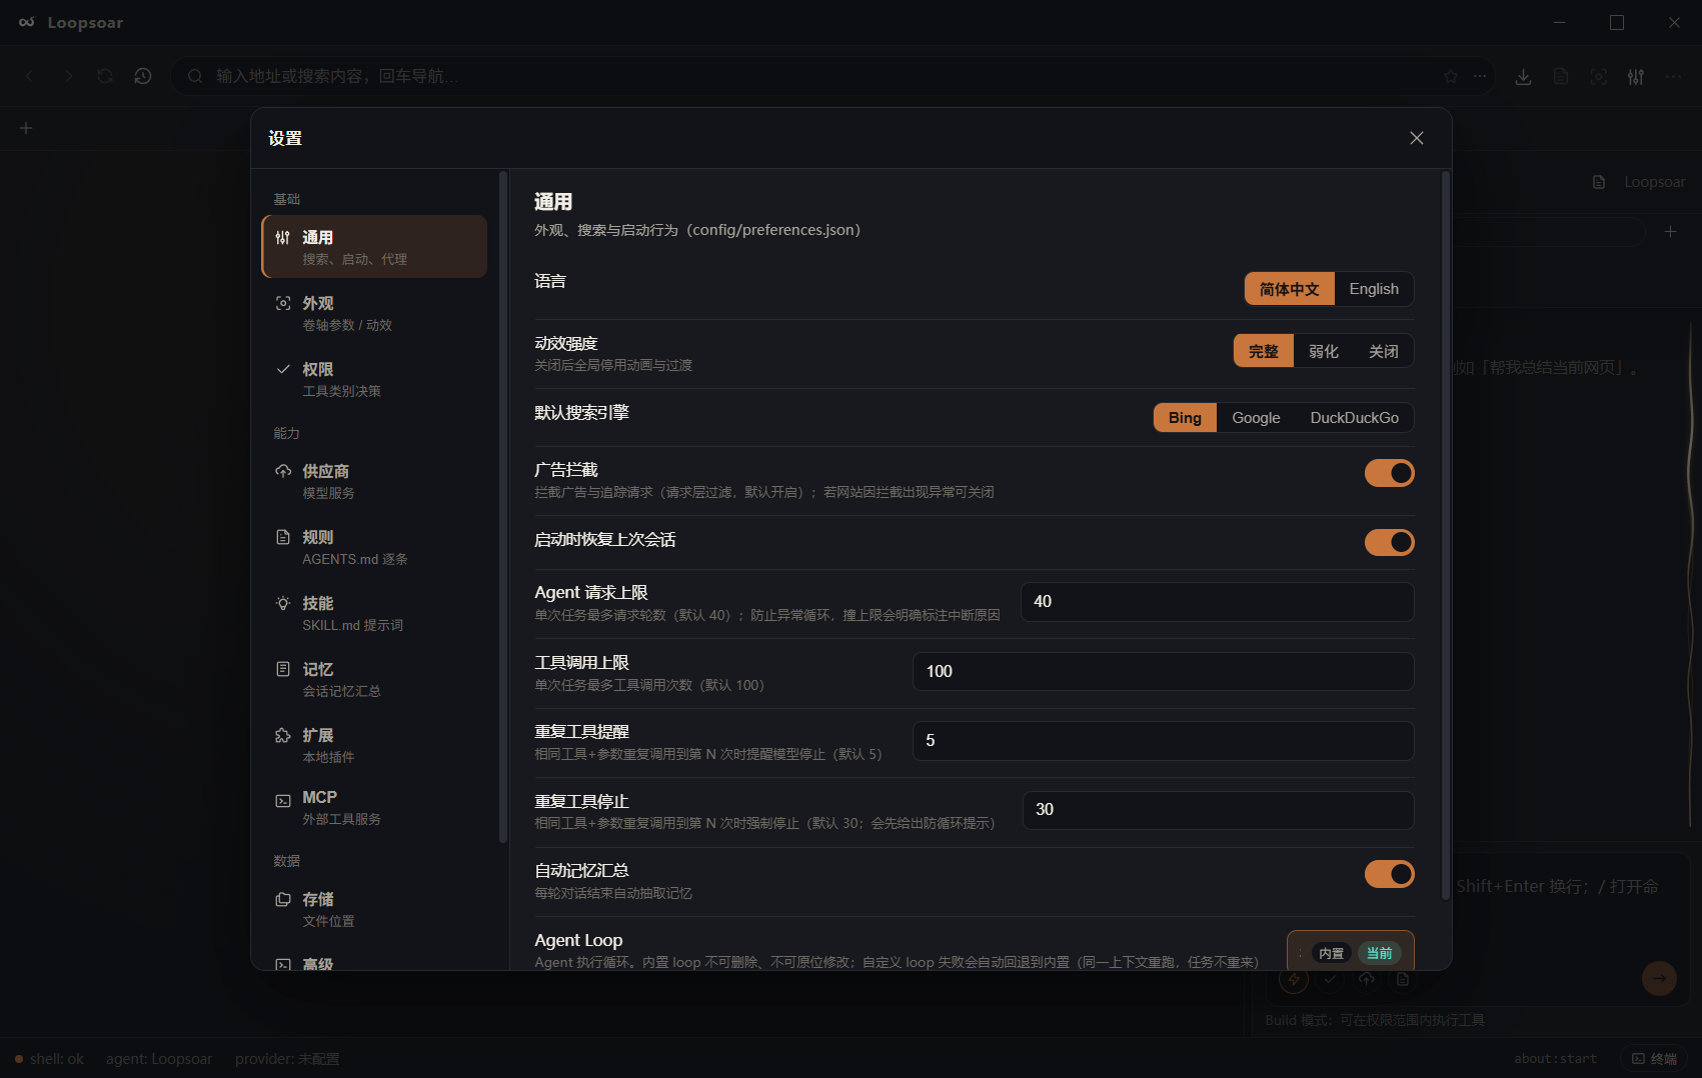 Loopsoar
输入地址或搜索内容，回车导航...
设置
Loopsoar
基础
通用
搜索、启动、代理
外观
卷轴参数 / 动效
权限
工具类别决策
能力
供应商
模型服务
规则
AGENTS.md 逐条
技能
SKILL.md 提示词
记忆
会话记忆汇总
扩展
本地插件
MCP
外部工具服务
数据
存储
文件位置
高级
通用
外观、搜索与启动行为（config/preferences.json）
语言
简体中文 English
动效强度
关闭后全局停用动画与过渡
完整 弱化 关闭
默认搜索引擎
Bing Google DuckDuckGo
广告拦截
拦截广告与追踪请求（请求层过滤，默认开启）；若网站因拦截出现异常可关闭
启动时恢复上次会话
Agent 请求上限
单次任务最多请求轮数（默认 40）；防止异常循环，撞上限会明确标注中断原因
40
工具调用上限
单次任务最多工具调用次数（默认 100）
100
重复工具提醒
相同工具+参数重复调用到第 N 次时提醒模型停止（默认 5）
5
重复工具停止
相同工具+参数重复调用到第 N 次时强制停止（默认 30；会先给出防循环提示）
30
自动记忆汇总
每轮对话结束自动抽取记忆
Agent Loop
Agent 执行循环。内置 loop 不可删除、不可原位修改；自定义 loop 失败会自动回退到内置（同一上下文重跑，任务不重来）
内置 当前
例如「帮我总结当前网页」。
Shift+Enter 换行；/ 打开命
Build 模式：可在权限范围内执行工具
shell: ok agent: Loopsoar provider: 未配置
about:start 终端